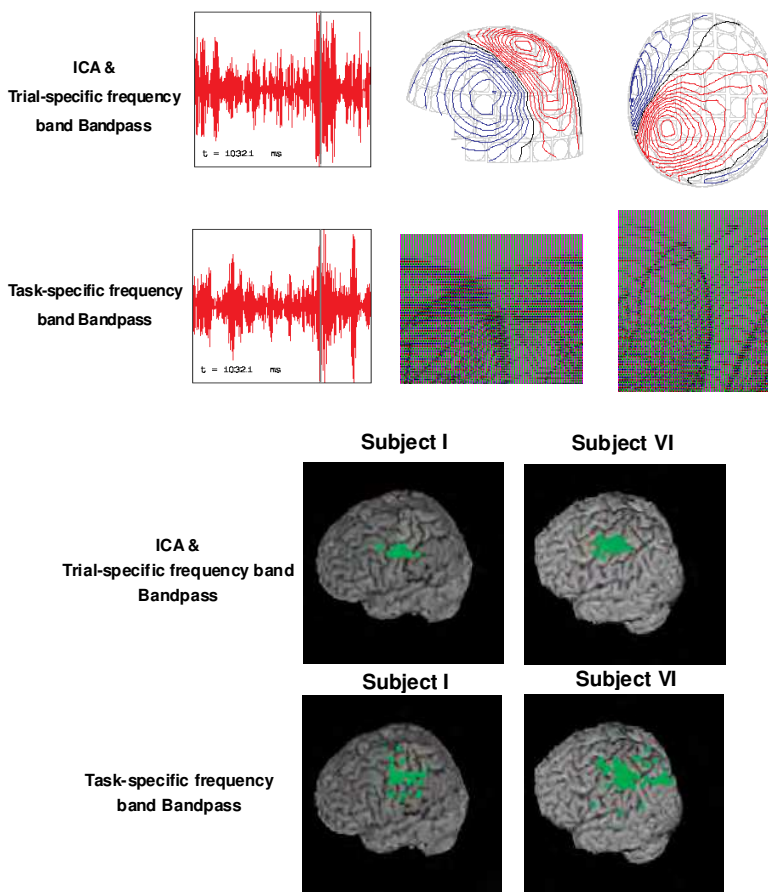 ICA &
Trial-specific frequency
band Bandpass
t = 1032.1 ms
Task-specific frequency
band Bandpass
t = 1032.1 ms
Subject I
Subject VI
ICA &
Trial-specific frequency band
Bandpass
Subject I
Subject VI
Task-specific frequency
band Bandpass